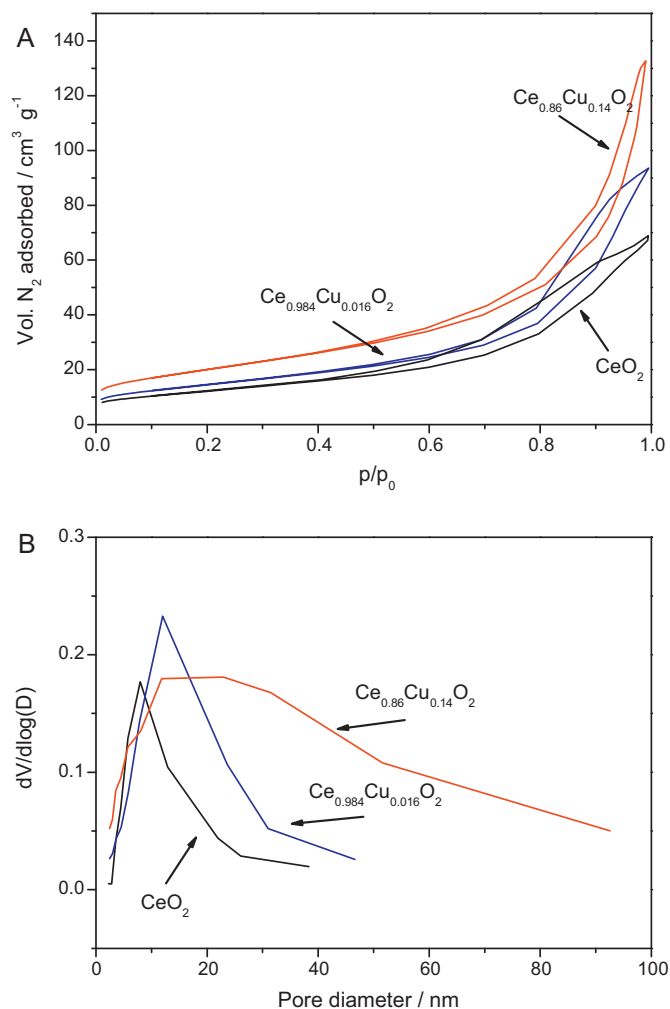 A
Vol. N₂ adsorbed / cm³ g⁻¹
140
120
100
80
60
40
20
0
Ce₀.₈₆Cu₀.₁₄O₂
Ce₀.₉₈₄Cu₀.₀₁₆O₂
CeO₂
0.0 0.2 0.4 0.6 0.8 1.0
p/p₀
B
dV/dlog(D)
0.3
0.2
0.1
0.0
Ce₀.₈₆Cu₀.₁₄O₂
Ce₀.₉₈₄Cu₀.₀₁₆O₂
CeO₂
0 20 40 60 80 100
Pore diameter / nm